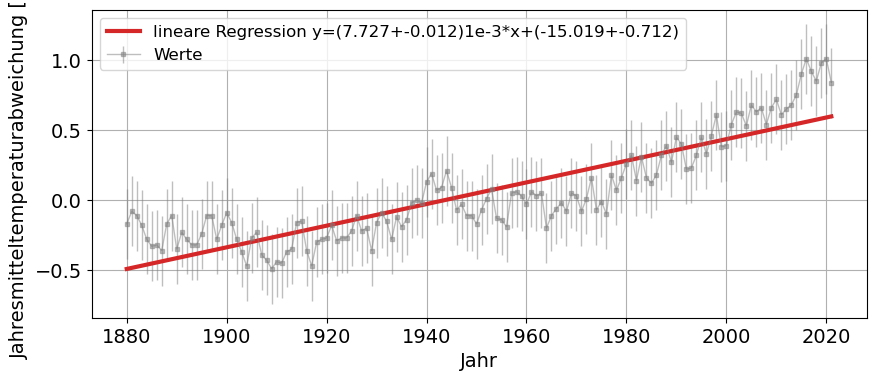 lineare Regression y=(7.727+-0.012)1e-3*x+(-15.019+-0.712)
Werte
Jahresmitteltemperaturabweichung [
1.0
0.5
0.0
−0.5
1880 1900 1920 1940 1960 1980 2000 2020
Jahr